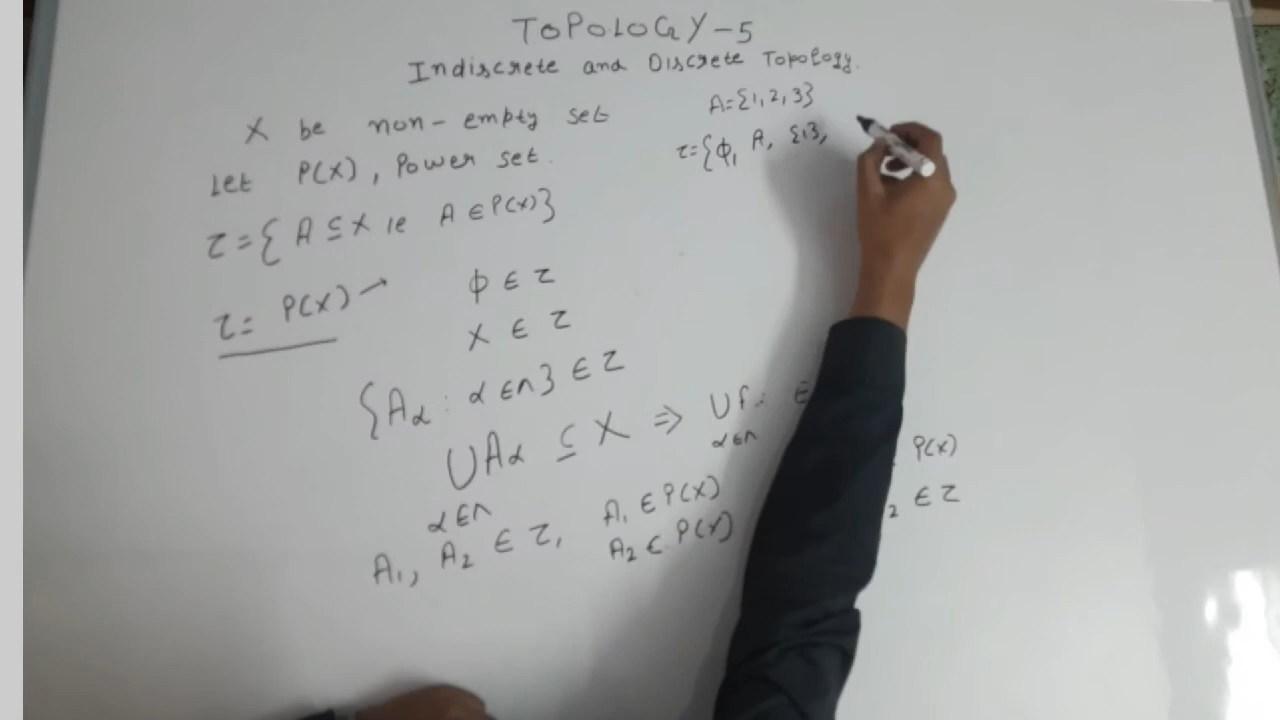 TOPOLOGY-5
Indiscrete and Discrete Topology.
X be non-empty set
Let P(X), Power set.
τ={ A ⊆ X ie A ∈ P(X)}
τ= P(X) →
ϕ ∈ τ
X ∈ τ
{Aα : α ∈ Λ} ∈ τ
∪Aα ⊆ X ⇒ ∪
α∈Λ α∈Λ
A₁, A₂ ∈ τ, A₁ ∈ P(X)
A₂ ∈ P(X)
A={1,2,3}
τ={ϕ, A, {1},
P(X)
₂ ∈ τ